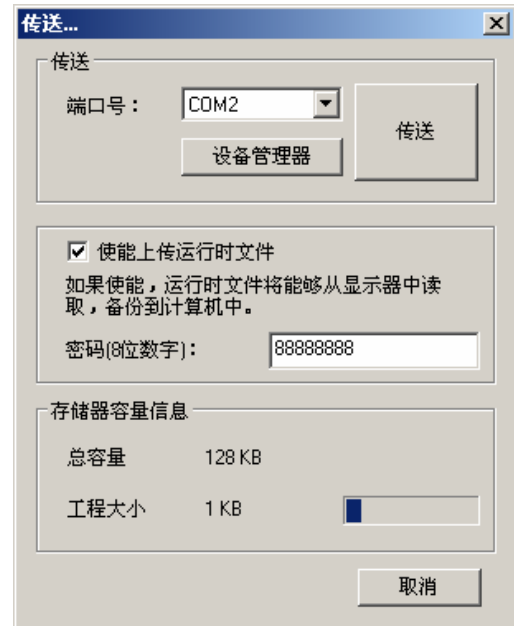 传送...
传送
端口号：
COM2
传送
设备管理器
使能上传运行时文件
如果使能，运行时文件将能够从显示器中读
取，备份到计算机中。
密码(8位数字)：
88888888
存储器容量信息
总容量 128 KB
工程大小 1 KB
取消